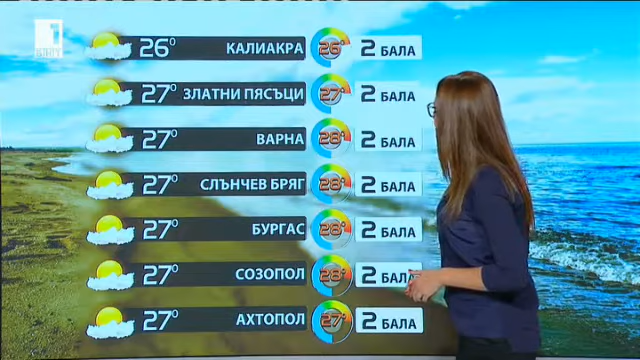 1
БНТ
26° КАЛИАКРА 26° 2 БАЛА
27° ЗЛАТНИ ПЯСЪЦИ 27° 2 БАЛА
27° ВАРНА 28° 2 БАЛА
27° СЛЪНЧЕВ БРЯГ 28° 2 БАЛА
27° БУРГАС 28° 2 БАЛА
27° СОЗОПОЛ 28° 2 БАЛА
27° АХТОПОЛ 27° 2 БАЛА